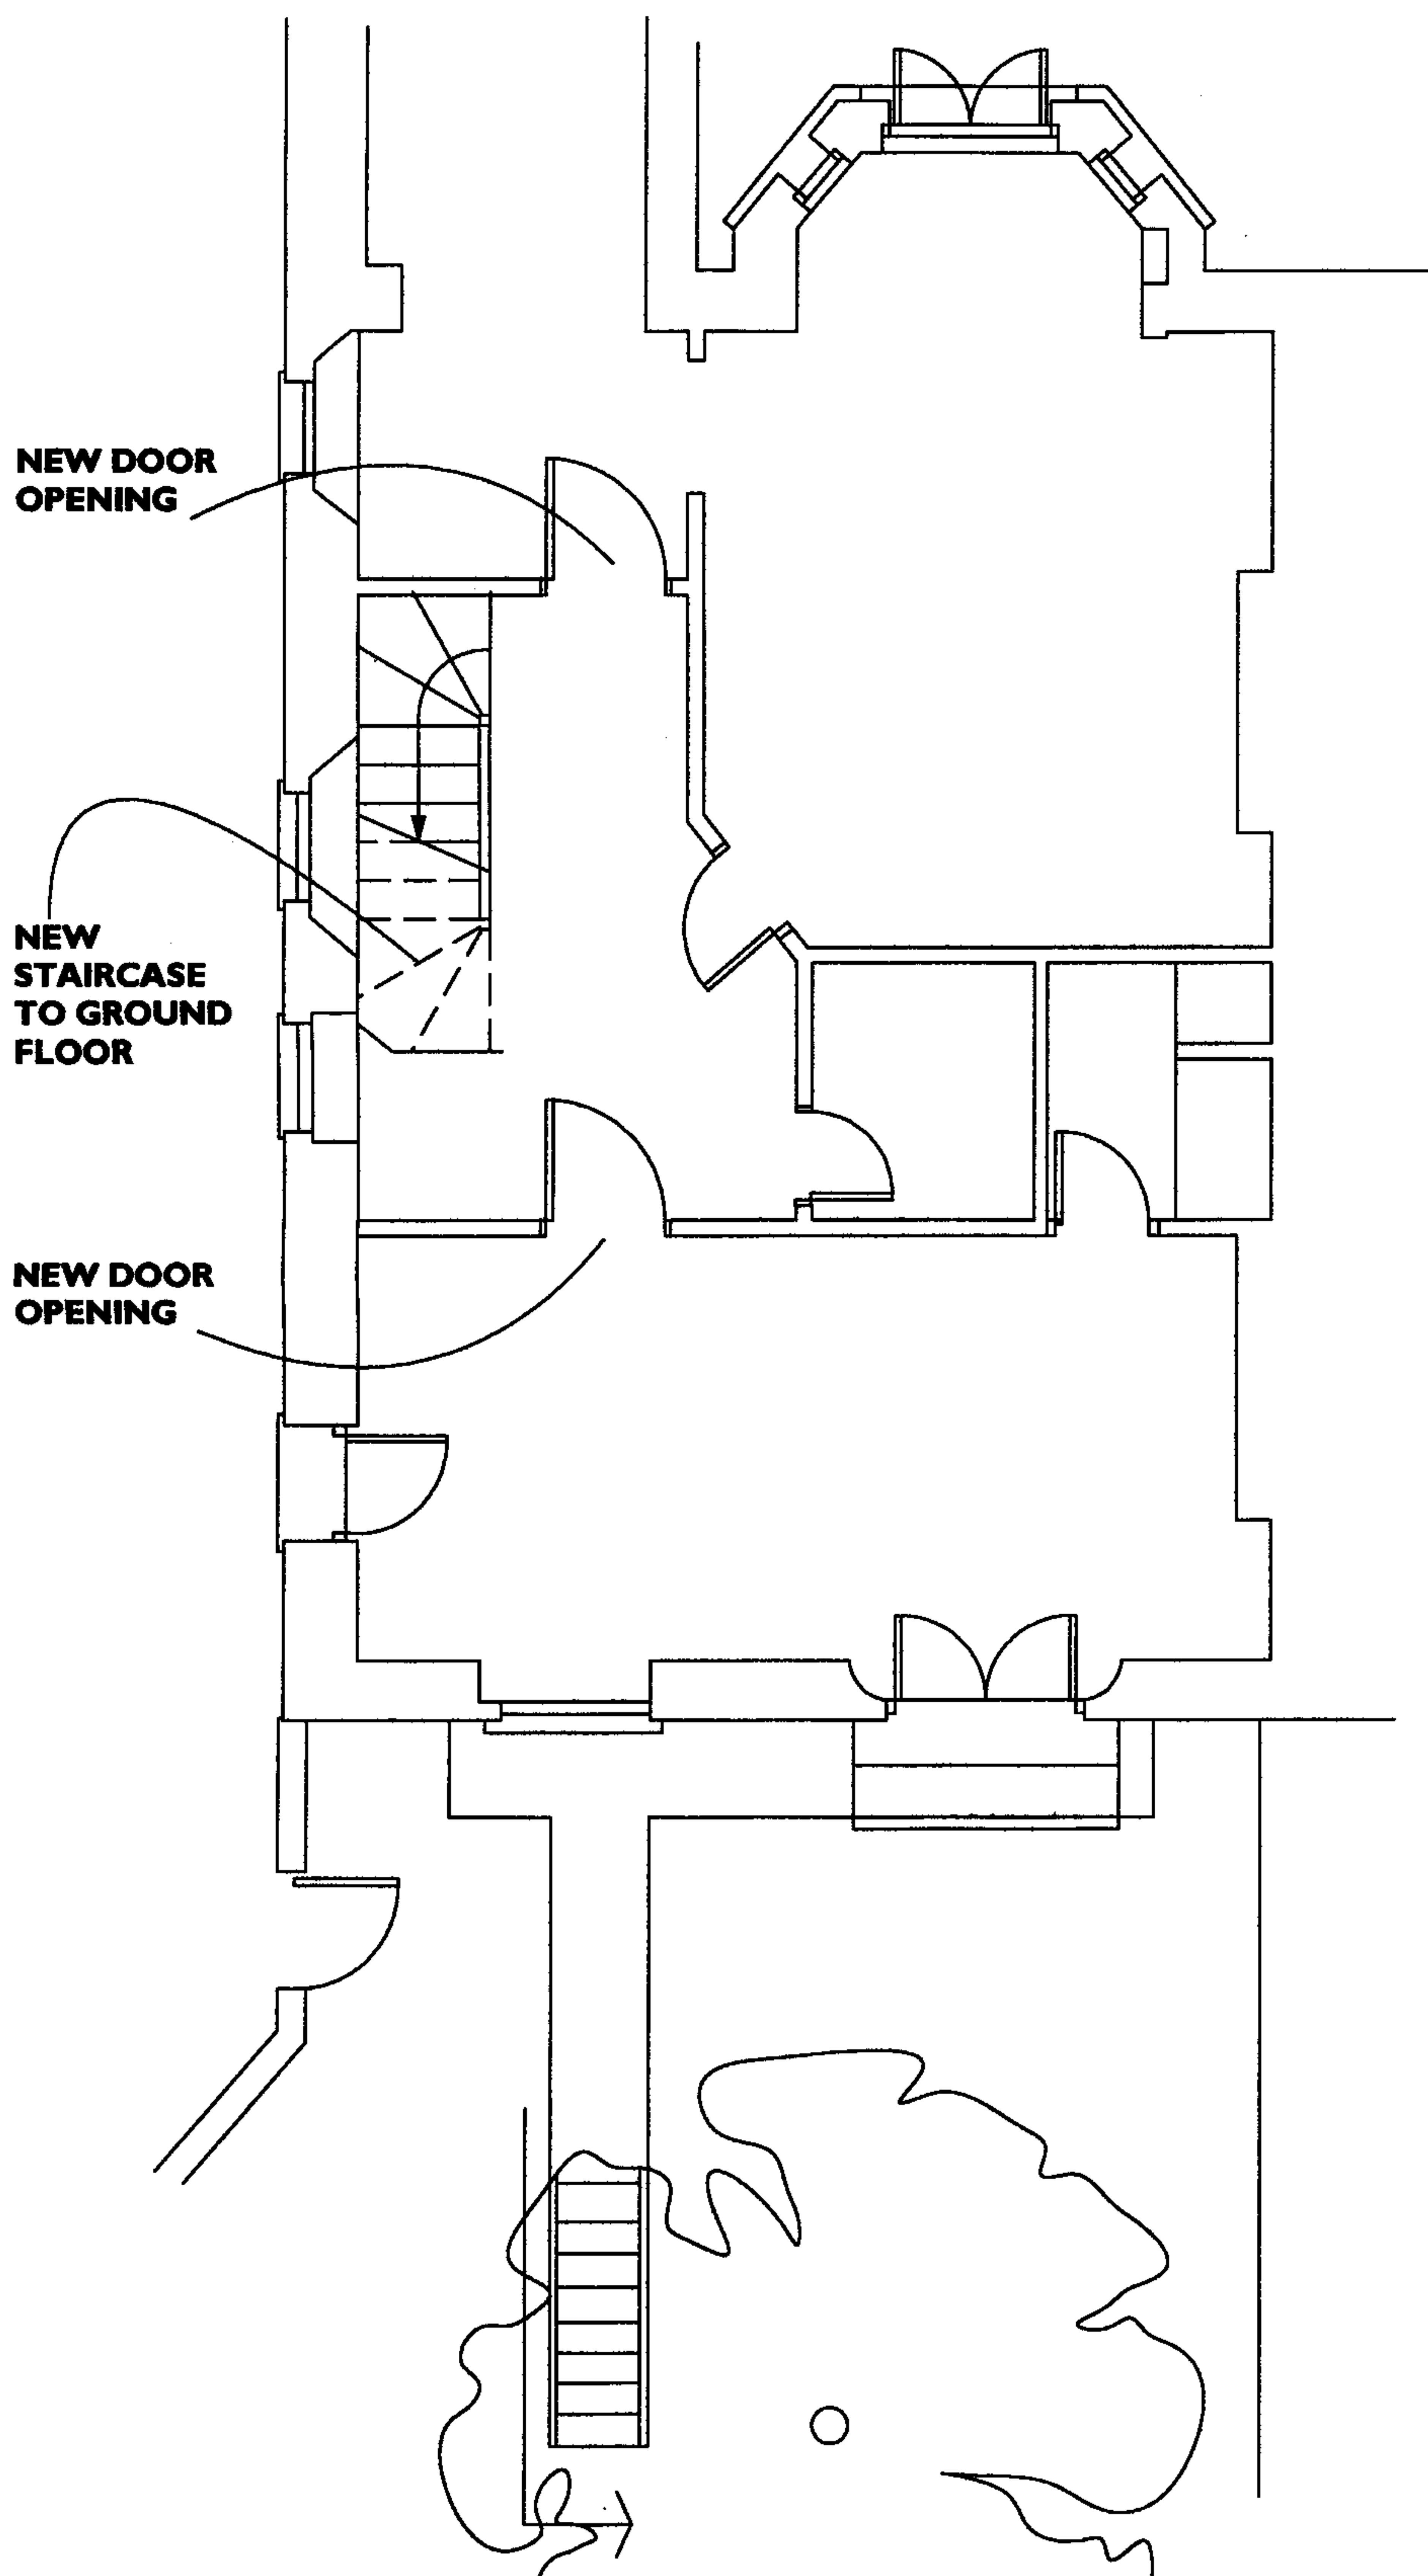 NEW DOOR
OPENING
NEW
STAIRCASE
TO GROUND
FLOOR
NEW DOOR
OPENING